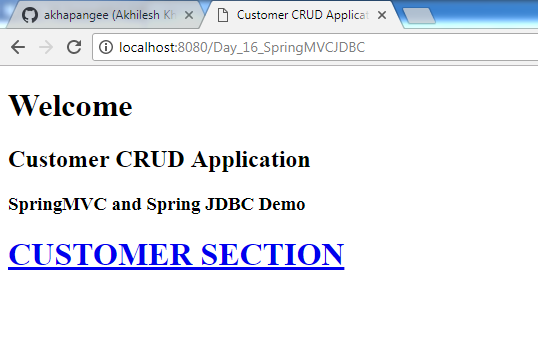 akhapangee (Akhilesh Kh
Customer CRUD Applicat
localhost:8080/Day_16_SpringMVCJDBC
Welcome
Customer CRUD Application
SpringMVC and Spring JDBC Demo
CUSTOMER SECTION